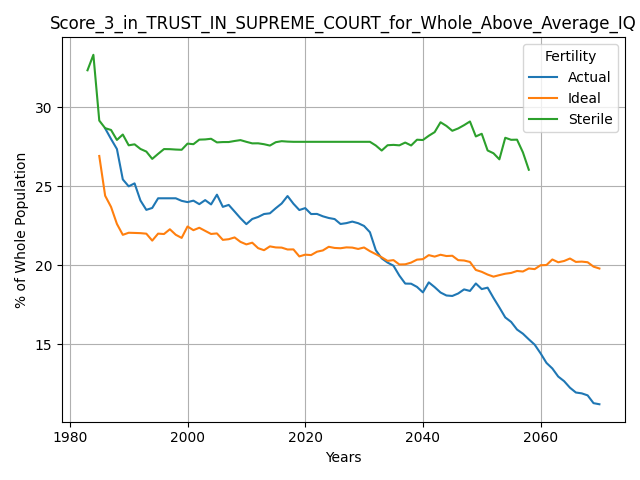 Score_3_in_TRUST_IN_SUPREME_COURT_for_Whole_Above_Average_IQ
Fertility
Actual
Ideal
Sterile
% of Whole Population
30
25
20
15
1980
2000
2020
2040
2060
Years